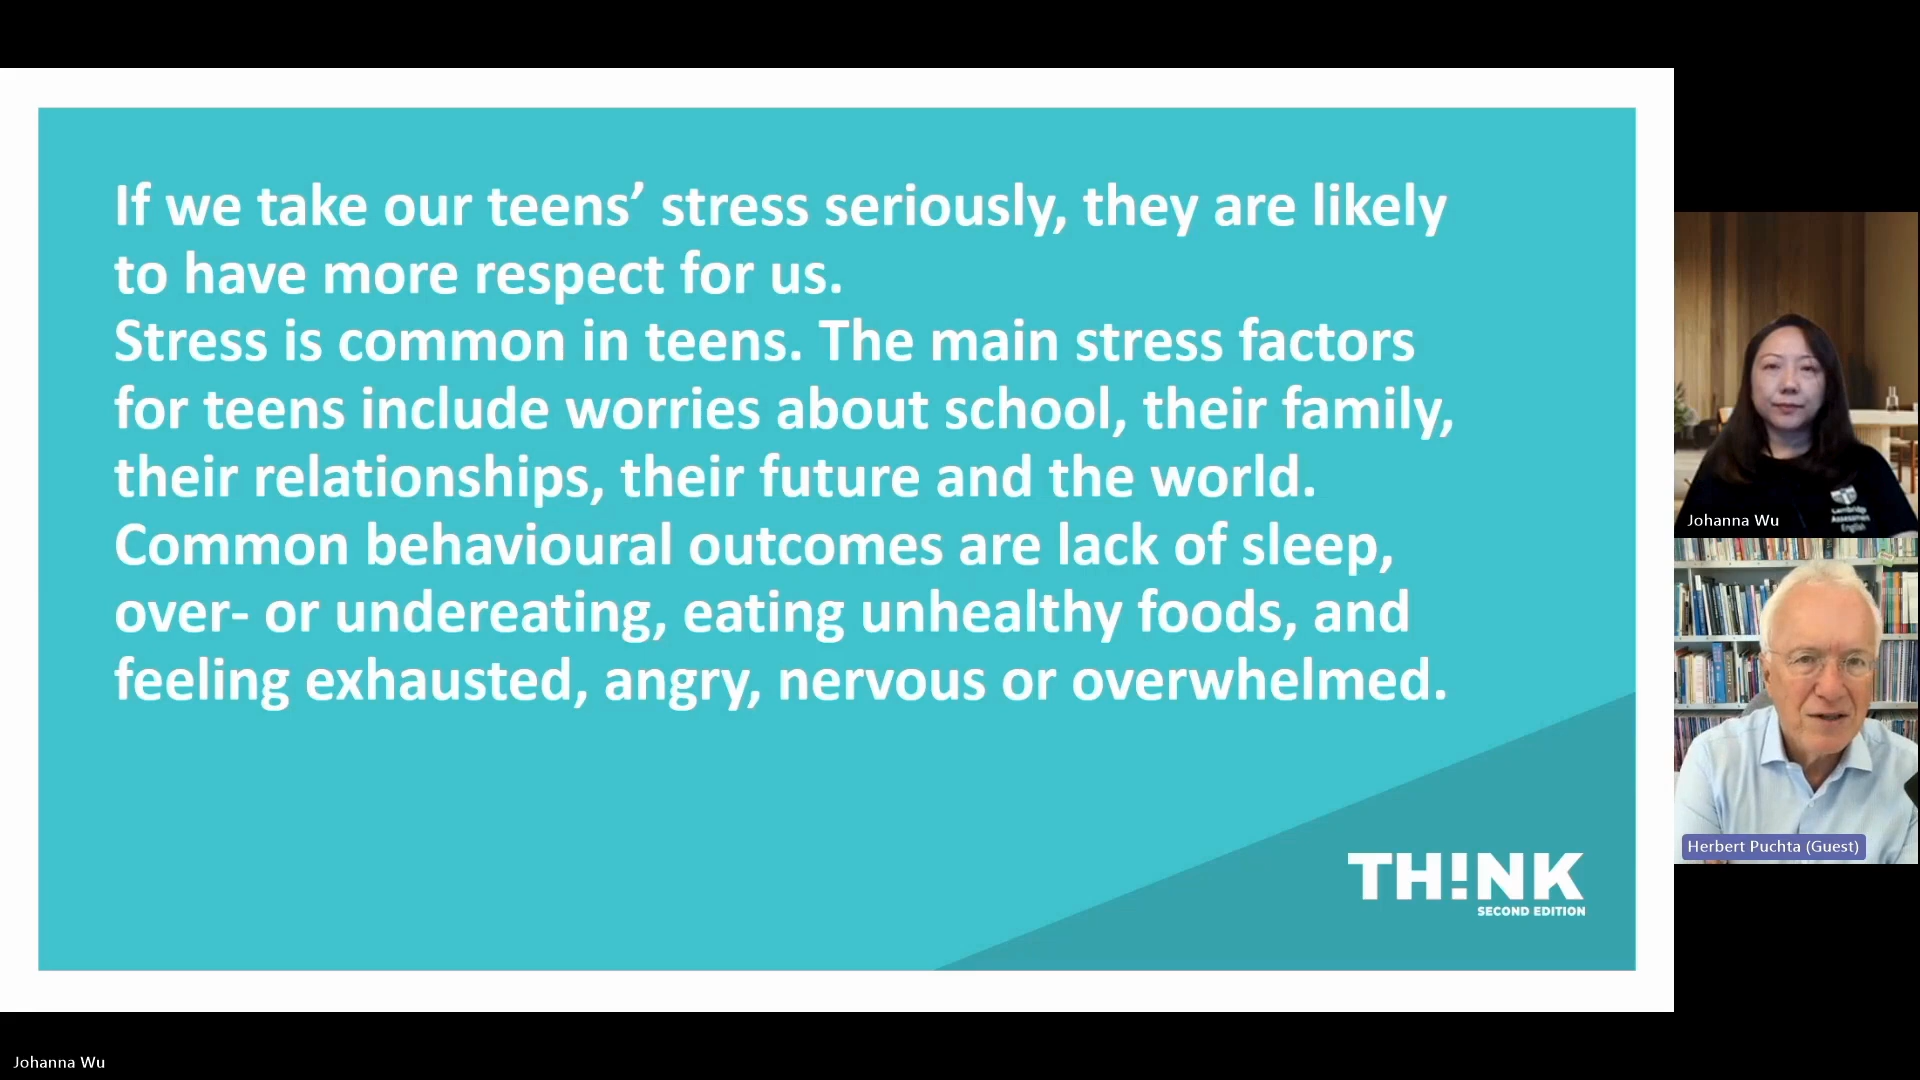 If we take our teens’ stress seriously, they are likely
to have more respect for us.
Stress is common in teens. The main stress factors
for teens include worries about school, their family,
their relationships, their future and the world.
Common behavioural outcomes are lack of sleep,
over- or undereating, eating unhealthy foods, and
feeling exhausted, angry, nervous or overwhelmed.
TH!NK
SECOND EDITION
Johanna Wu
Cambridge
Assessment
English
Herbert Puchta (Guest)
Johanna Wu